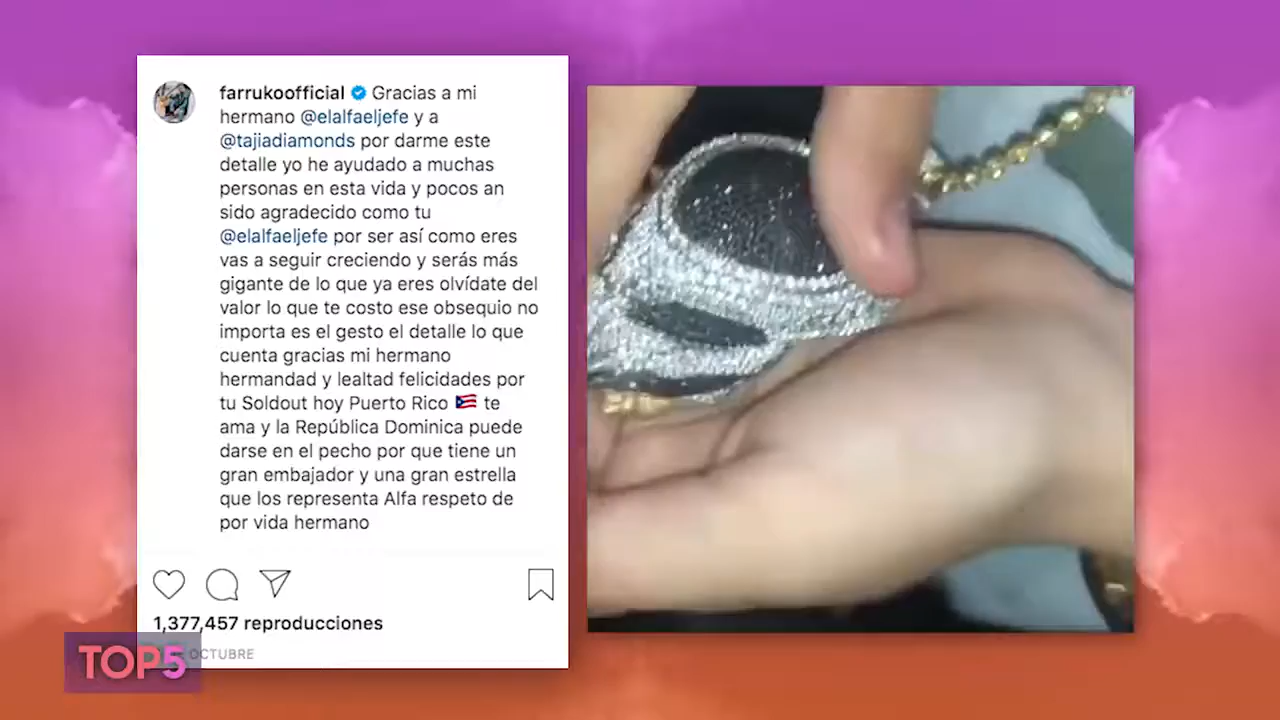 farrukoofficial Gracias a mi
hermano @elalfaeljefe y a
@tajiadiamonds por darme este
detalle yo he ayudado a muchas
personas en esta vida y pocos an
sido agradecido como tu
@elalfaeljefe por ser así como eres
vas a seguir creciendo y serás más
gigante de lo que ya eres olvídate del
valor lo que te costo ese obsequio no
importa es el gesto el detalle lo que
cuenta gracias mi hermano
hermandad y lealtad felicidades por
tu Soldout hoy Puerto Rico 🇵🇷 te
ama y la República Dominica puede
darse en el pecho por que tiene un
gran embajador y una gran estrella
que los representa Alfa respeto de
por vida hermano
1,377,457 reproducciones
OCTUBRE
TOP5